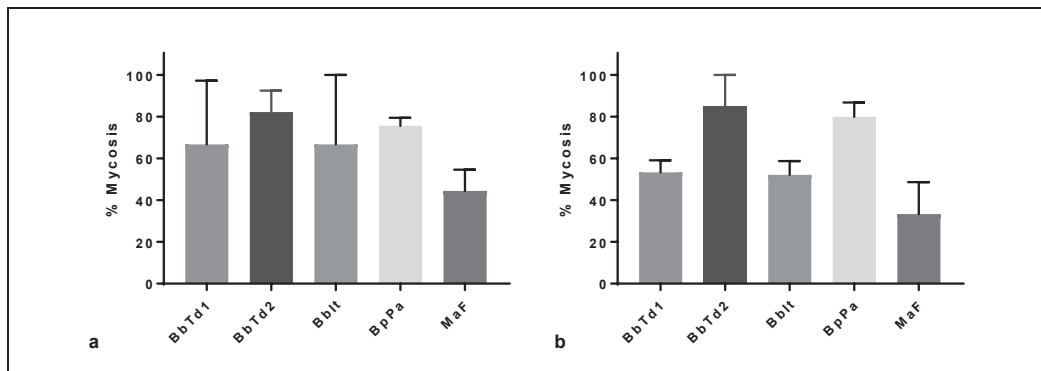 % Mycosis
100
80
60
40
20
0
BbTd1
BbTd2
BbIt
BpPa
MaF
a
% Mycosis
100
80
60
40
20
0
BbTd1
BbTd2
BbIt
BpPa
MaF
b